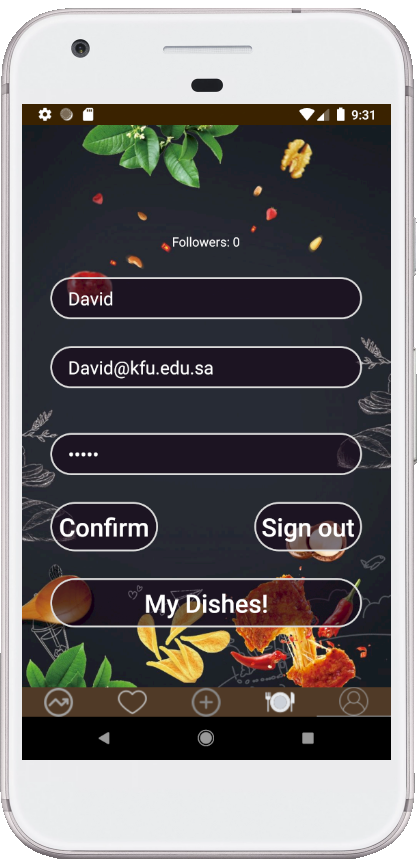 9:31
Followers: 0
David
David@kfu.edu.sa
•••••
Confirm
Sign out
My Dishes!